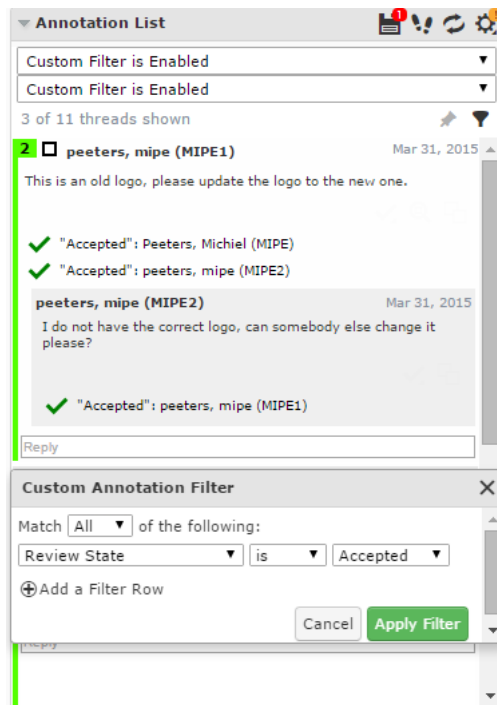 Annotation List
1
Custom Filter is Enabled
Custom Filter is Enabled
3 of 11 threads shown
2 peeters, mipe (MIPE1) Mar 31, 2015
This is an old logo, please update the logo to the new one.
"Accepted": Peeters, Michiel (MIPE)
"Accepted": peeters, mipe (MIPE2)
peeters, mipe (MIPE2) Mar 31, 2015
I do not have the correct logo, can somebody else change it
please?
"Accepted": peeters, mipe (MIPE1)
Reply
Custom Annotation Filter
Match All of the following:
Review State is Accepted
Add a Filter Row
Cancel Apply Filter
Reply